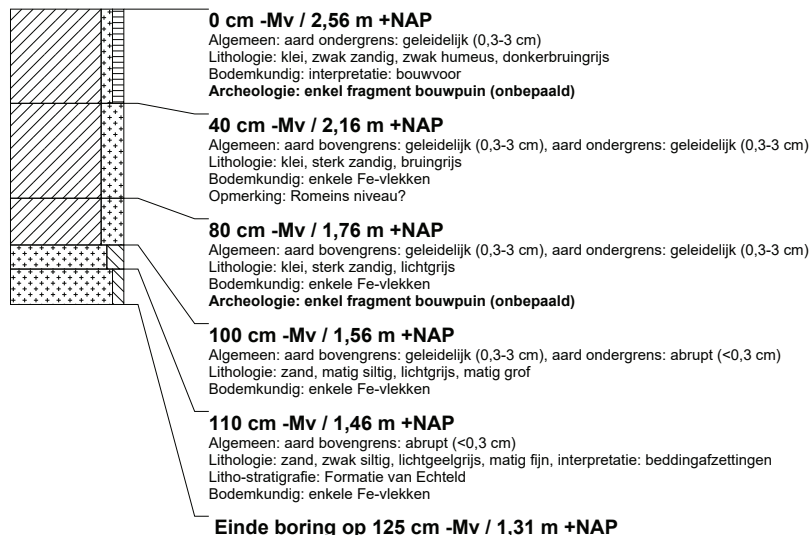 0 cm -Mv / 2,56 m +NAP
Algemeen: aard ondergrens: geleidelijk (0,3-3 cm)
Lithologie: klei, zwak zandig, zwak humeus, donkerbruingrijs
Bodemkundig: interpretatie: bouwvoor
Archeologie: enkel fragment bouwpuin (onbepaald)
40 cm -Mv / 2,16 m +NAP
Algemeen: aard bovengrens: geleidelijk (0,3-3 cm), aard ondergrens: geleidelijk (0,3-3 cm)
Lithologie: klei, sterk zandig, bruingrijs
Bodemkundig: enkele Fe-vlekken
Opmerking: Romeins niveau?
80 cm -Mv / 1,76 m +NAP
Algemeen: aard bovengrens: geleidelijk (0,3-3 cm), aard ondergrens: geleidelijk (0,3-3 cm)
Lithologie: klei, sterk zandig, lichtgrijs
Bodemkundig: enkele Fe-vlekken
Archeologie: enkel fragment bouwpuin (onbepaald)
100 cm -Mv / 1,56 m +NAP
Algemeen: aard bovengrens: geleidelijk (0,3-3 cm), aard ondergrens: abrupt (<0,3 cm)
Lithologie: zand, matig siltig, lichtgrijs, matig grof
Bodemkundig: enkele Fe-vlekken
110 cm -Mv / 1,46 m +NAP
Algemeen: aard bovengrens: abrupt (<0,3 cm)
Lithologie: zand, zwak siltig, lichtgeelgrijs, matig fijn, interpretatie: beddingafzettingen
Litho-stratigrafie: Formatie van Echteld
Bodemkundig: enkele Fe-vlekken
Einde boring op 125 cm -Mv / 1,31 m +NAP